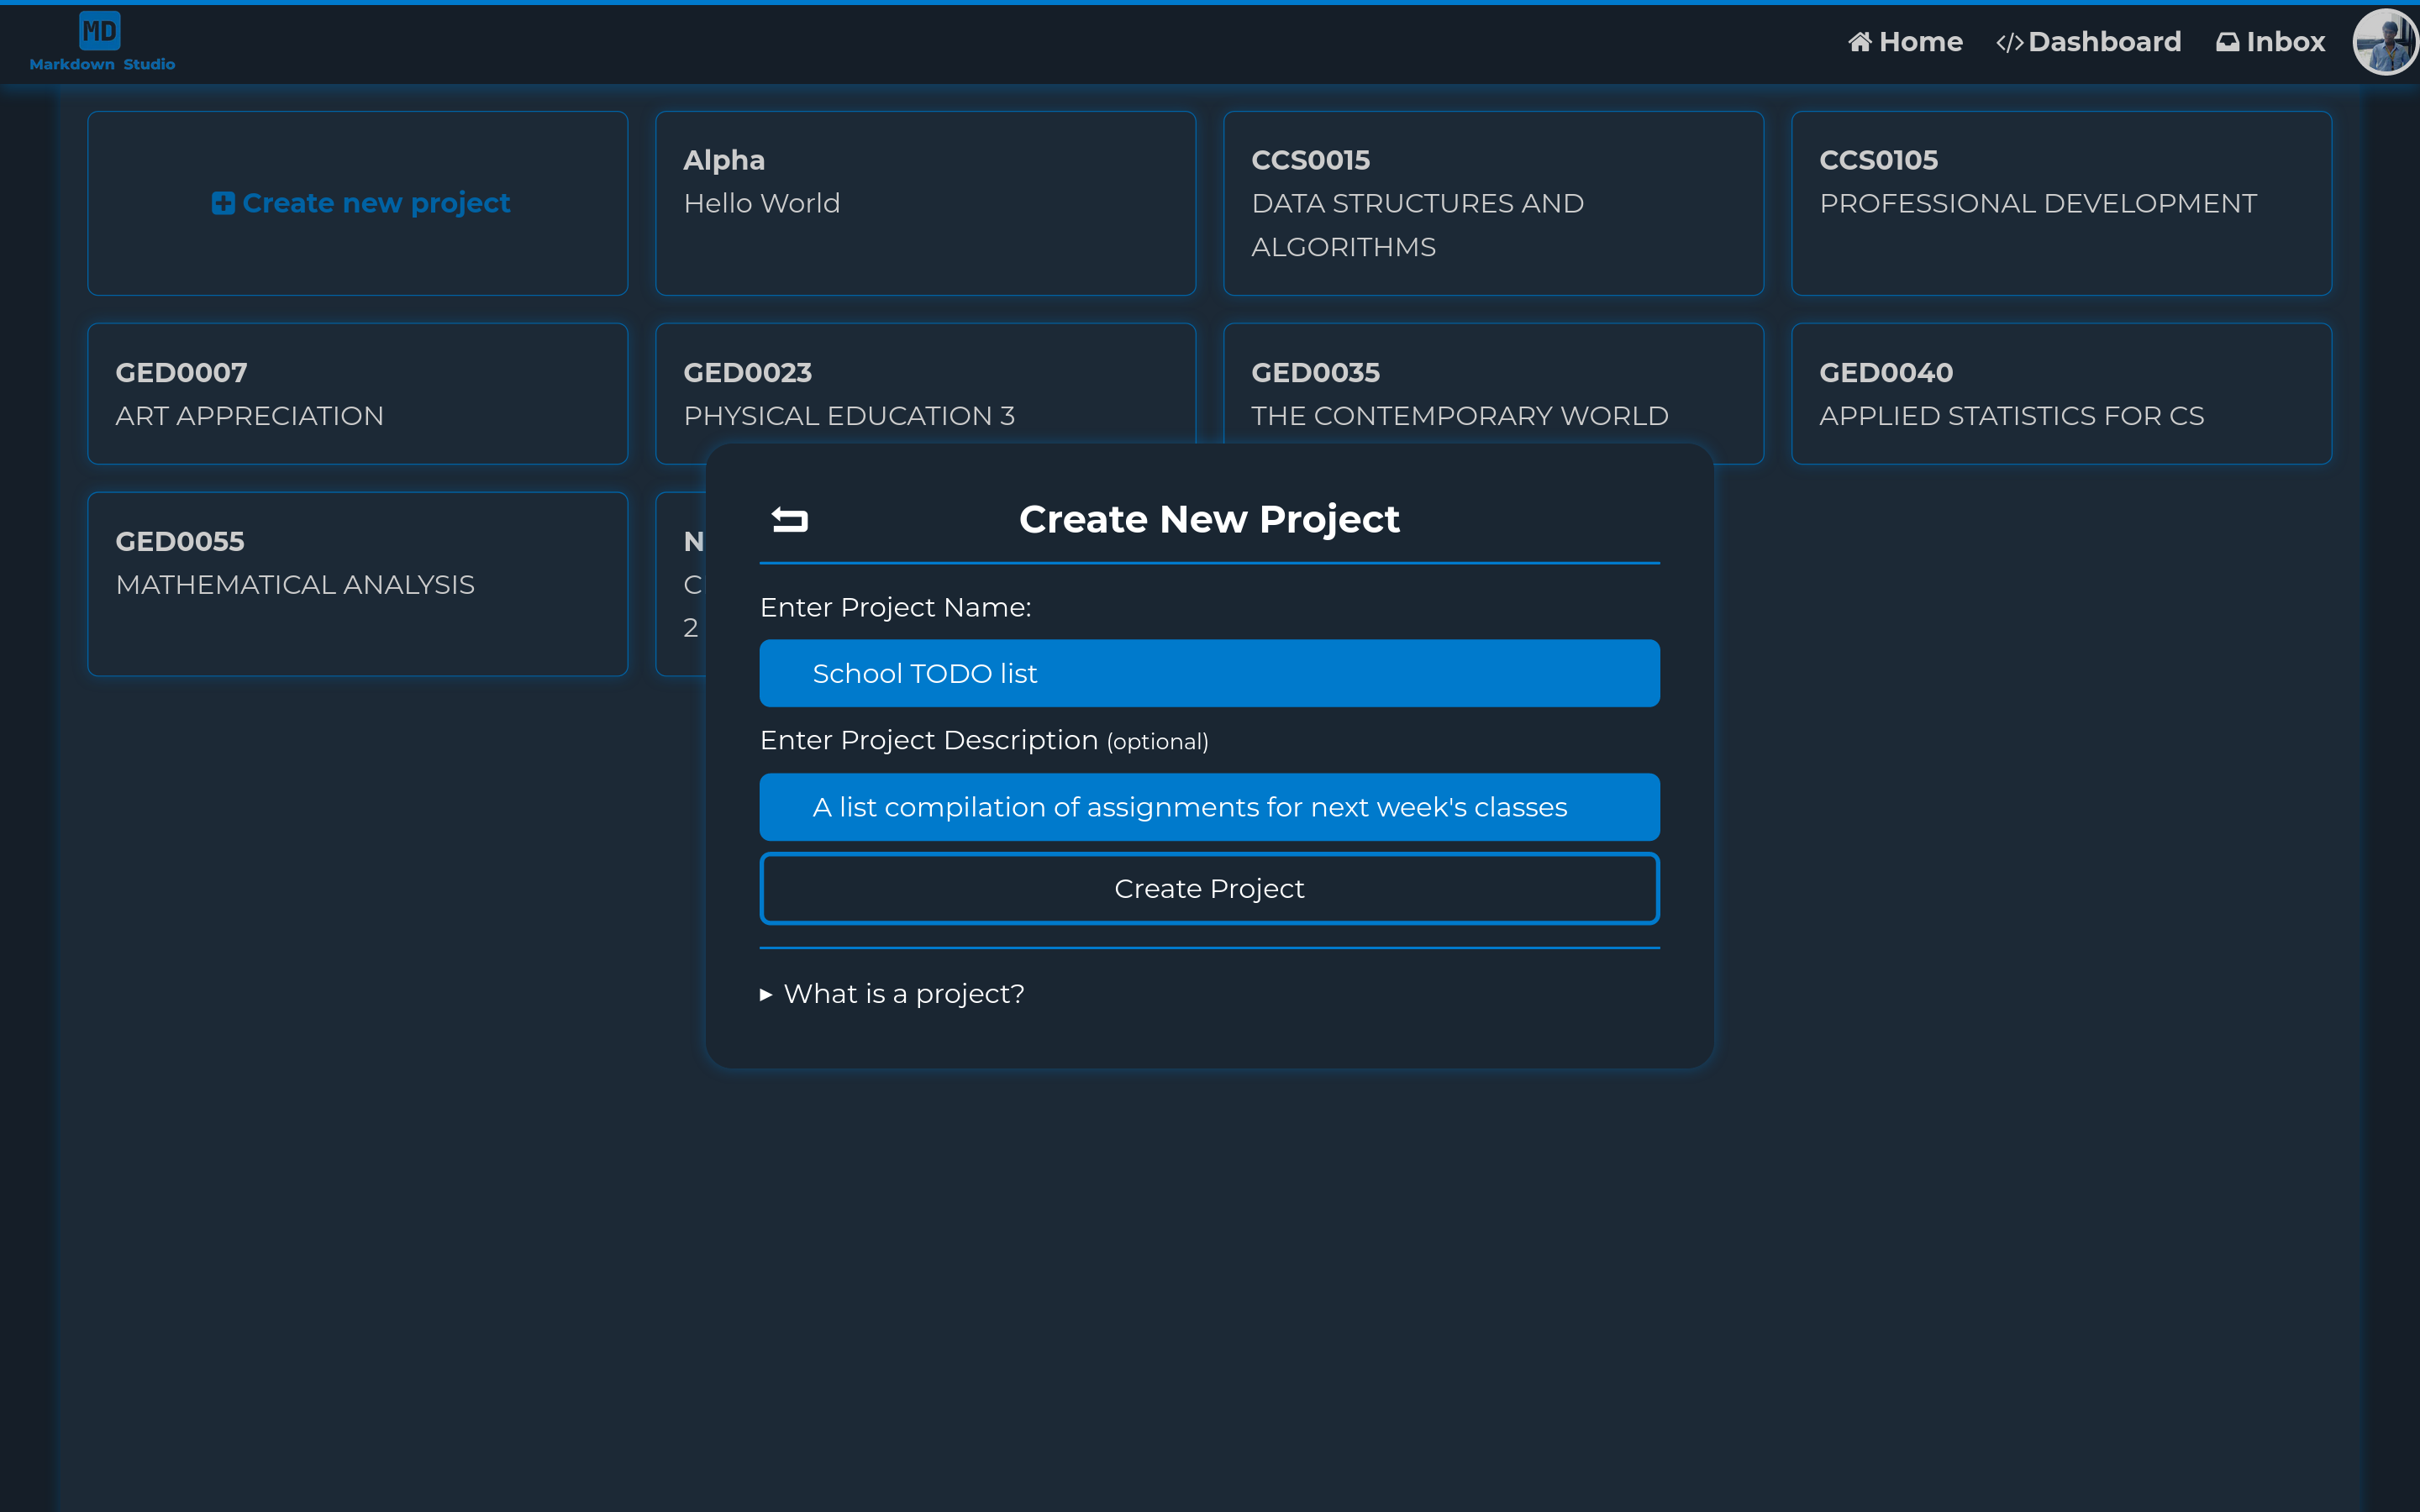 MD
Markdown Studio
Home
Dashboard
Inbox
Create new project
Alpha
Hello World
CCS0015
DATA STRUCTURES AND
ALGORITHMS
CCS0105
PROFESSIONAL DEVELOPMENT
GED0007
ART APPRECIATION
GED0023
PHYSICAL EDUCATION 3
GED0035
THE CONTEMPORARY WORLD
GED0040
APPLIED STATISTICS FOR CS
GED0055
MATHEMATICAL ANALYSIS
N
C
2
Create New Project
Enter Project Name:
School TODO list
Enter Project Description (optional)
A list compilation of assignments for next week's classes
Create Project
What is a project?